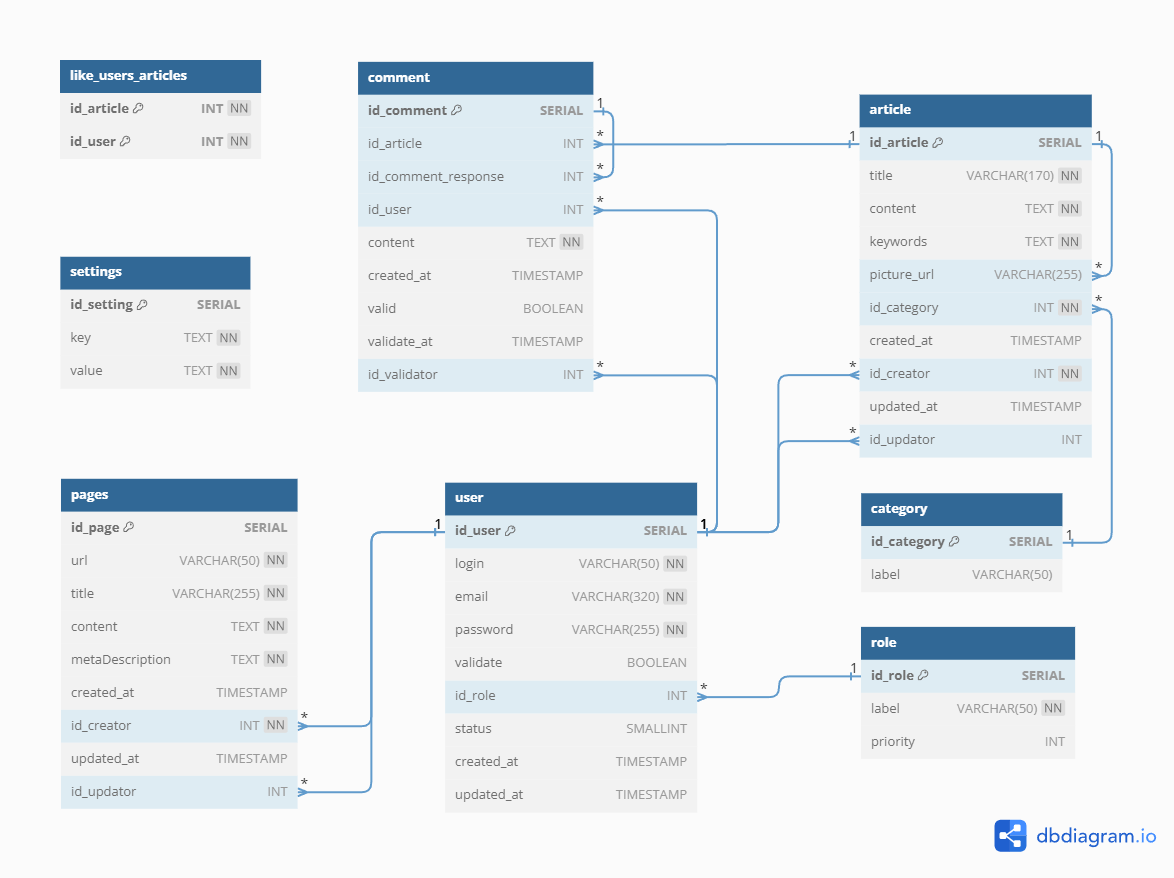 like_users_articles
id_article INT NN
id_user INT NN
comment
id_comment SERIAL
id_article INT
id_comment_response INT
id_user INT
content TEXT NN
created_at TIMESTAMP
valid BOOLEAN
validate_at TIMESTAMP
id_validator INT
1
*
*
*
*
article
id_article SERIAL
title VARCHAR(170) NN
content TEXT NN
keywords TEXT NN
picture_url VARCHAR(255)
id_category INT NN
created_at TIMESTAMP
id_creator INT NN
updated_at TIMESTAMP
id_updator INT
1
1
*
*
*
*
settings
id_setting SERIAL
key TEXT NN
value TEXT NN
pages
id_page SERIAL
url VARCHAR(50) NN
title VARCHAR(255) NN
content TEXT NN
metaDescription TEXT NN
created_at TIMESTAMP
id_creator INT NN
updated_at TIMESTAMP
id_updator INT
*
*
user
id_user SERIAL
login VARCHAR(50) NN
email VARCHAR(320) NN
password VARCHAR(255) NN
validate BOOLEAN
id_role INT
status SMALLINT
created_at TIMESTAMP
updated_at TIMESTAMP
1
1
*
category
id_category SERIAL
label VARCHAR(50)
1
role
id_role SERIAL
label VARCHAR(50) NN
priority INT
1
dbdiagram.io